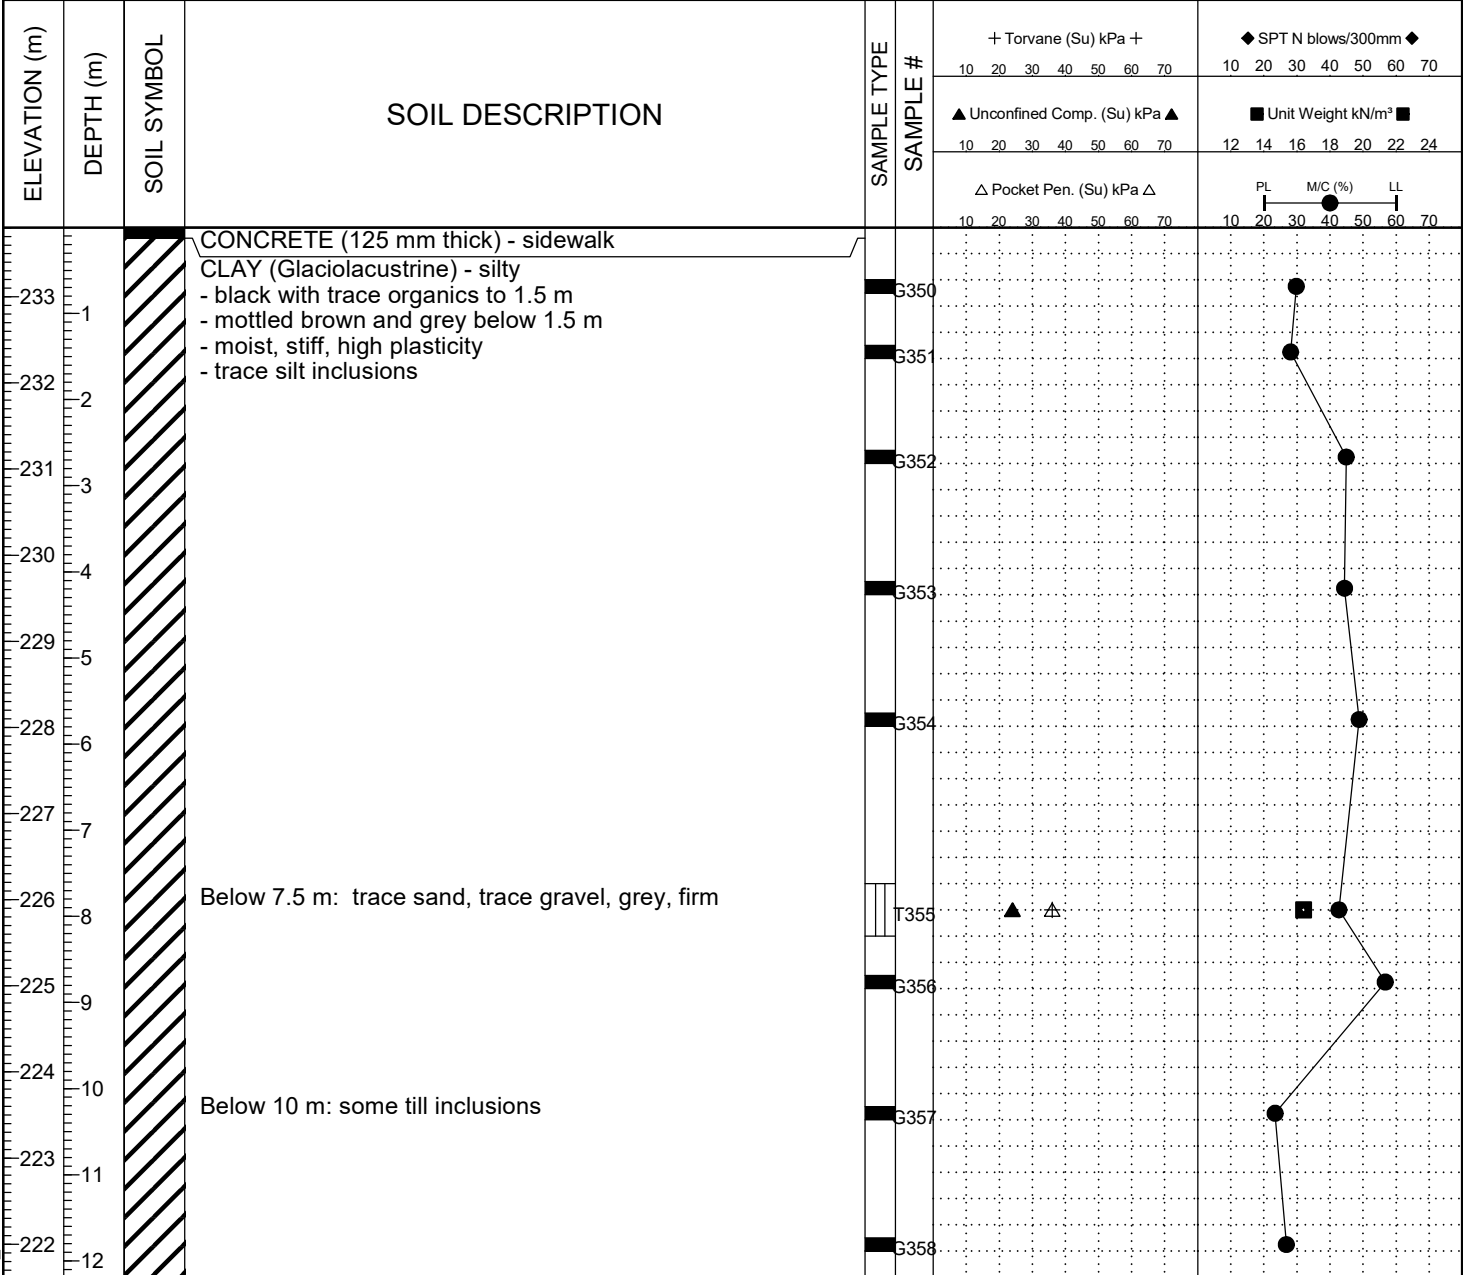 ELEVATION (m)
DEPTH (m)
SOIL SYMBOL
SOIL DESCRIPTION
SAMPLE TYPE
SAMPLE #
+ Torvane (Su) kPa +
10 20 30 40 50 60 70
▲ Unconfined Comp. (Su) kPa ▲
10 20 30 40 50 60 70
△ Pocket Pen. (Su) kPa △
10 20 30 40 50 60 70
◆ SPT N blows/300mm ◆
10 20 30 40 50 60 70
■ Unit Weight kN/m³ ■
12 14 16 18 20 22 24
PL M/C (%) LL
10 20 30 40 50 60 70
CONCRETE (125 mm thick) - sidewalk
CLAY (Glaciolacustrine) - silty
- black with trace organics to 1.5 m
- mottled brown and grey below 1.5 m
- moist, stiff, high plasticity
- trace silt inclusions
Below 7.5 m: trace sand, trace gravel, grey, firm
Below 10 m: some till inclusions
233
232
231
230
229
228
227
226
225
224
223
222
1
2
3
4
5
6
7
8
9
10
11
12
G350
G351
G352
G353
G354
T355
G356
G357
G358